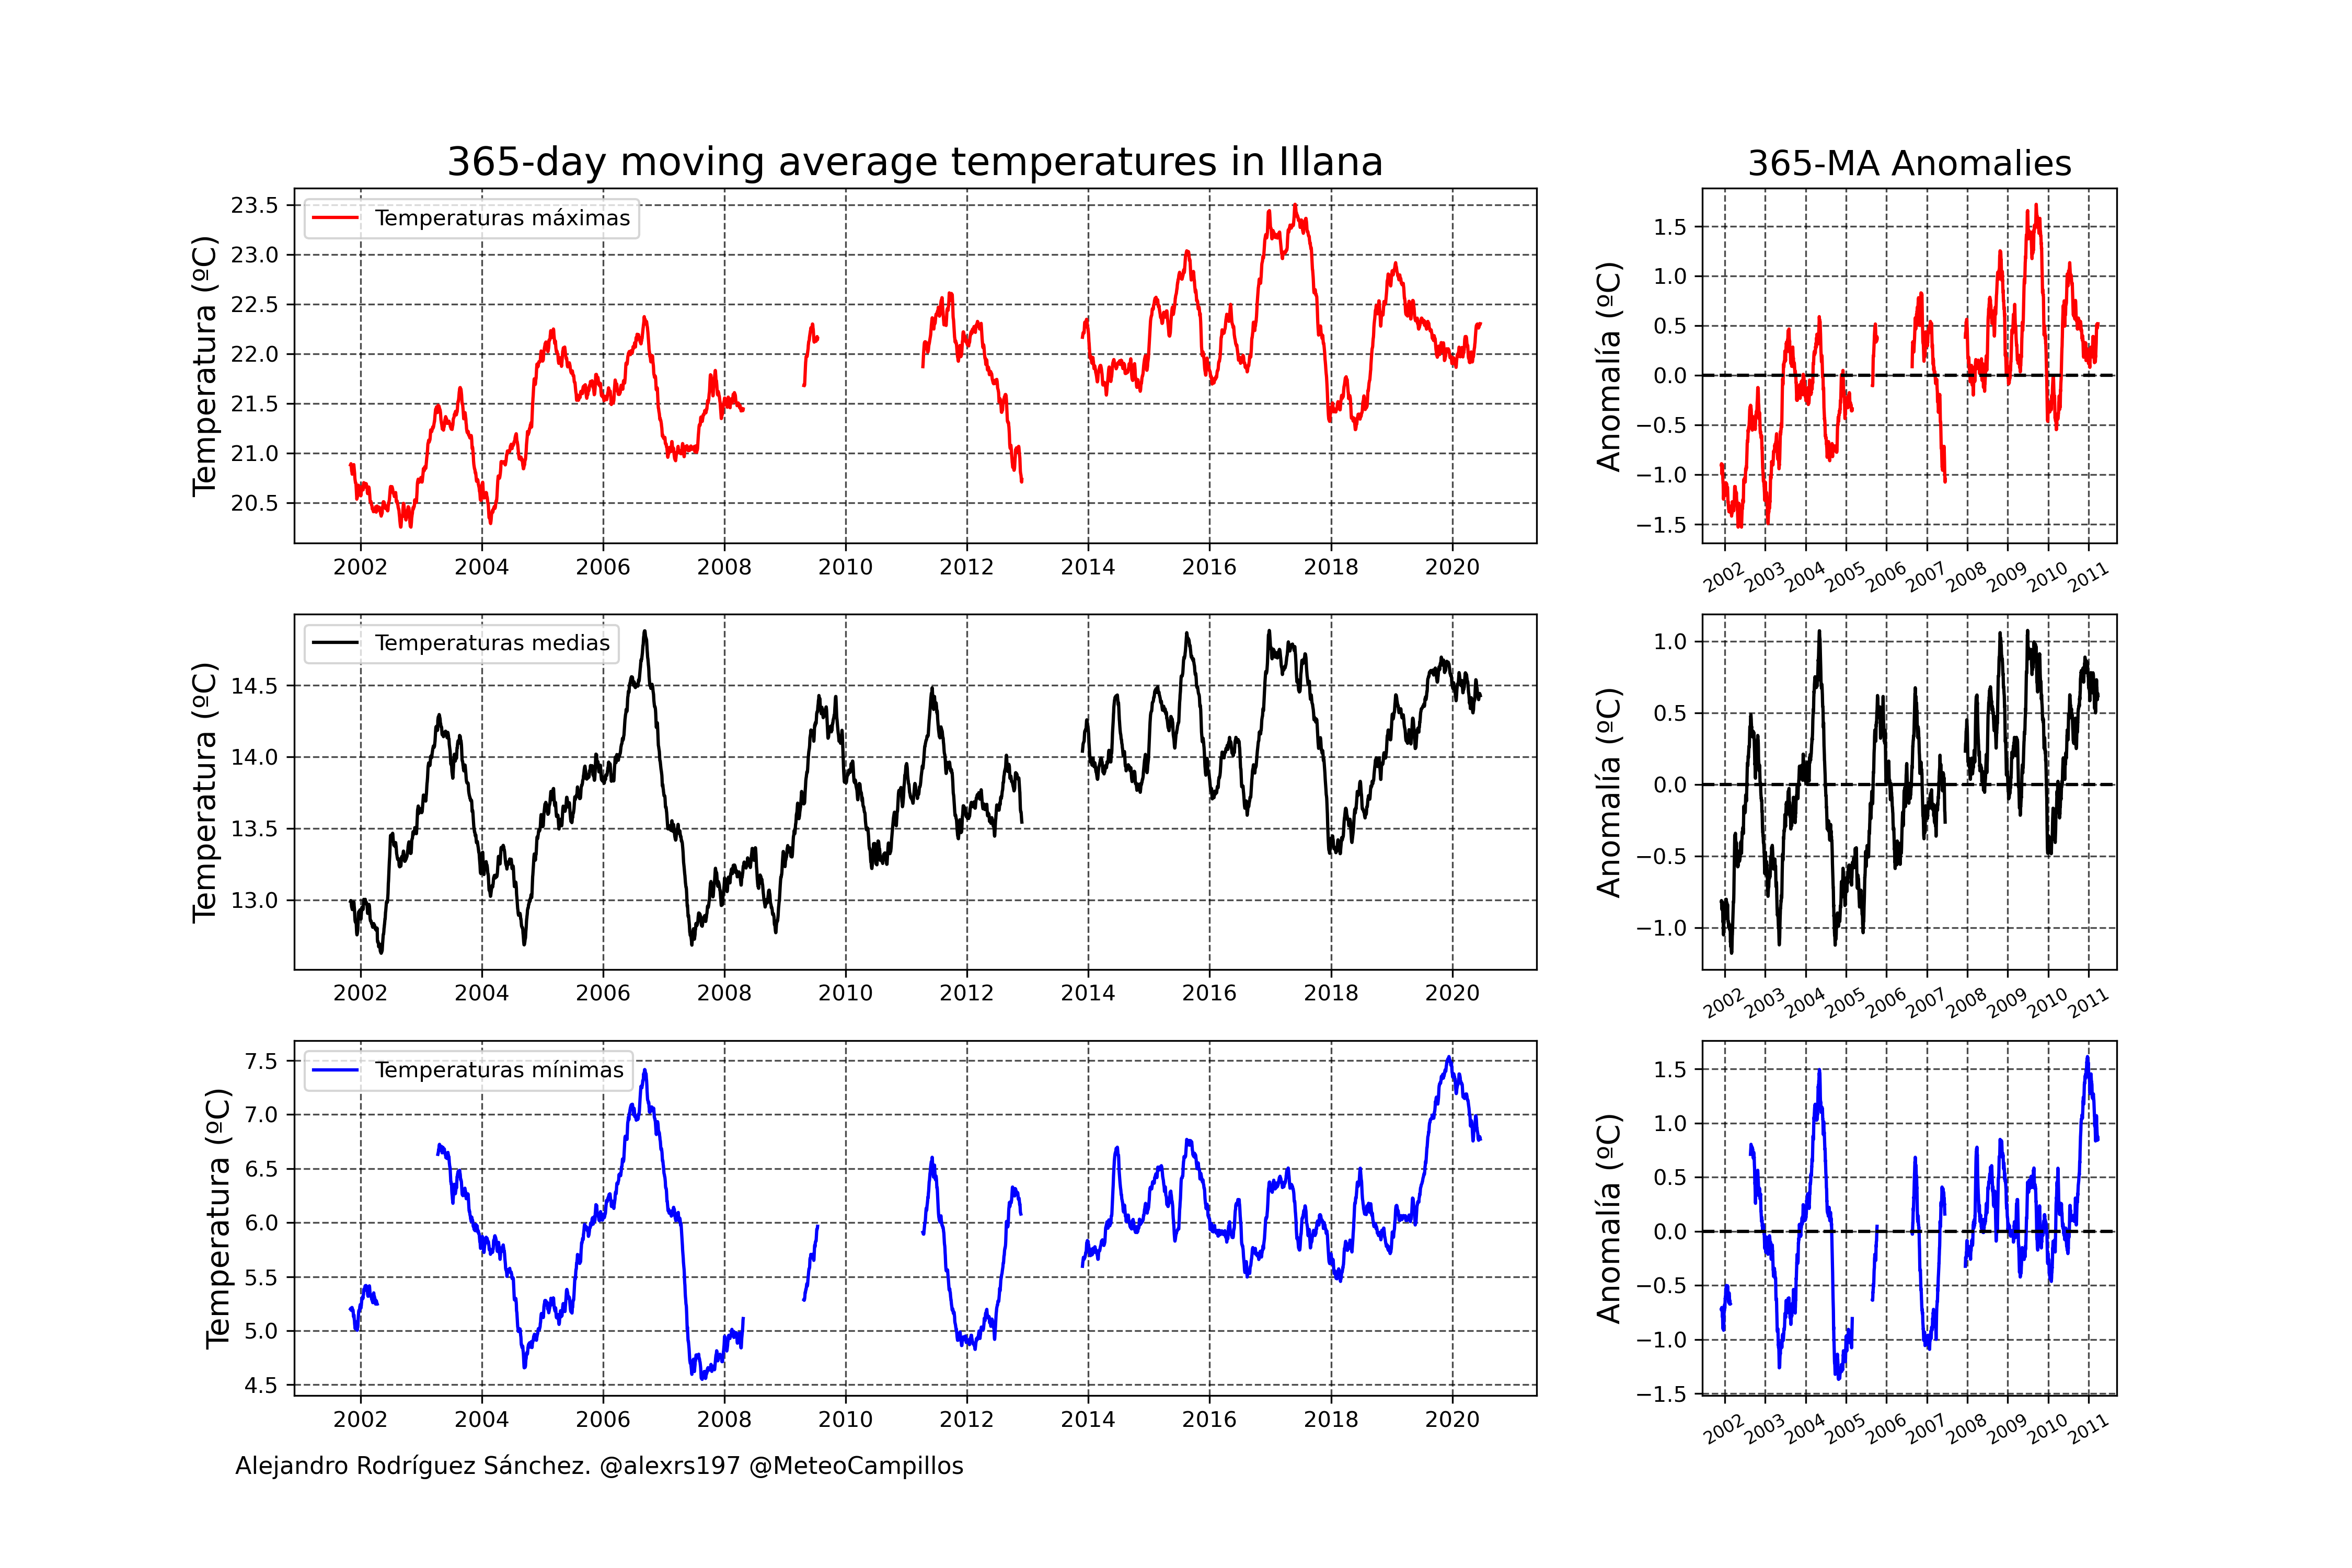 365-day moving average temperatures in Illana
Temperatura (ºC)
23.5
23.0
22.5
22.0
21.5
21.0
20.5
Temperaturas máximas
2002 2004 2006 2008 2010 2012 2014 2016 2018 2020
365-MA Anomalies
Anomalía (ºC)
1.5
1.0
0.5
0.0
−0.5
−1.0
−1.5
2002 2003 2004 2005 2006 2007 2008 2009 2010 2011
Temperatura (ºC)
14.5
14.0
13.5
13.0
Temperaturas medias
2002 2004 2006 2008 2010 2012 2014 2016 2018 2020
Anomalía (ºC)
1.0
0.5
0.0
−0.5
−1.0
2002 2003 2004 2005 2006 2007 2008 2009 2010 2011
Temperatura (ºC)
7.5
7.0
6.5
6.0
5.5
5.0
4.5
Temperaturas mínimas
2002 2004 2006 2008 2010 2012 2014 2016 2018 2020
Anomalía (ºC)
1.5
1.0
0.5
0.0
−0.5
−1.0
−1.5
2002 2003 2004 2005 2006 2007 2008 2009 2010 2011
Alejandro Rodríguez Sánchez. @alexrs197 @MeteoCampillos